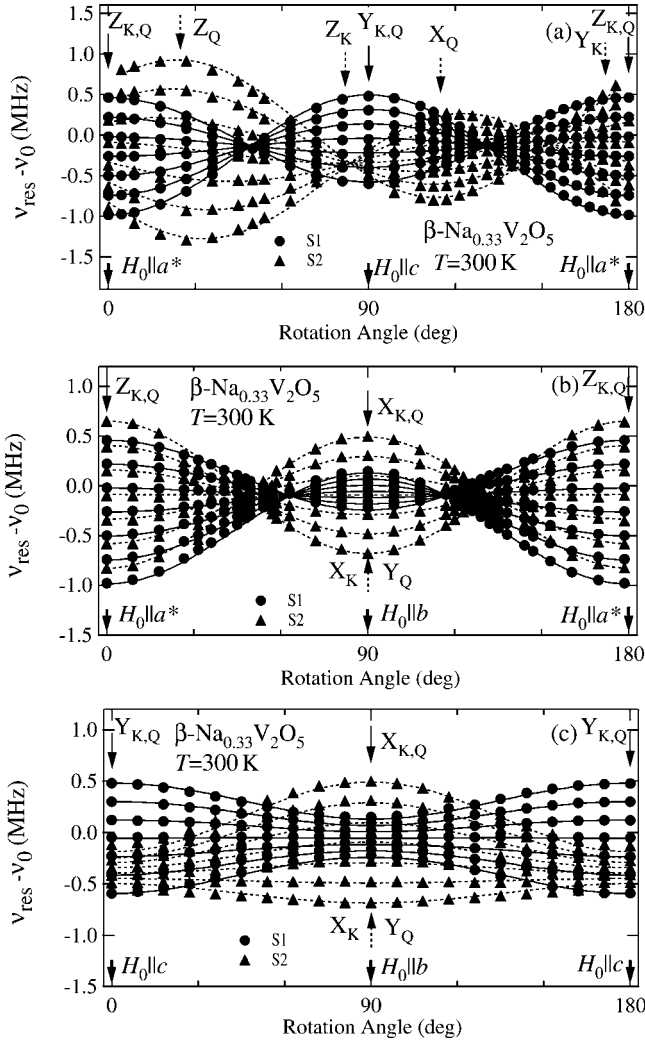 Z_K,Q Z_Q Z_K Y_K,Q X_Q (a) Y_K Z_K,Q
1.0
0.5
0.0
-0.5
-1.0
-1.5
ν_res -ν_0 (MHz)
S1
S2
β-Na_0.33V_2O_5
T=300 K
H_0||a* H_0||c H_0||a*
0 90 180
Rotation Angle (deg)
Z_K,Q β-Na_0.33V_2O_5 (b) Z_K,Q
T=300 K
X_K,Q
1.0
0.5
0.0
-0.5
-1.0
-1.5
ν_res -ν_0 (MHz)
X_K Y_Q
S1
S2
H_0||a* H_0||b H_0||a*
0 90 180
Rotation Angle (deg)
Y_K,Q β-Na_0.33V_2O_5 (c) Y_K,Q
T=300 K
X_K,Q
1.0
0.5
0.0
-0.5
-1.0
ν_res -ν_0 (MHz)
X_K Y_Q
S1
S2
H_0||c H_0||b H_0||c
0 90 180
Rotation Angle (deg)